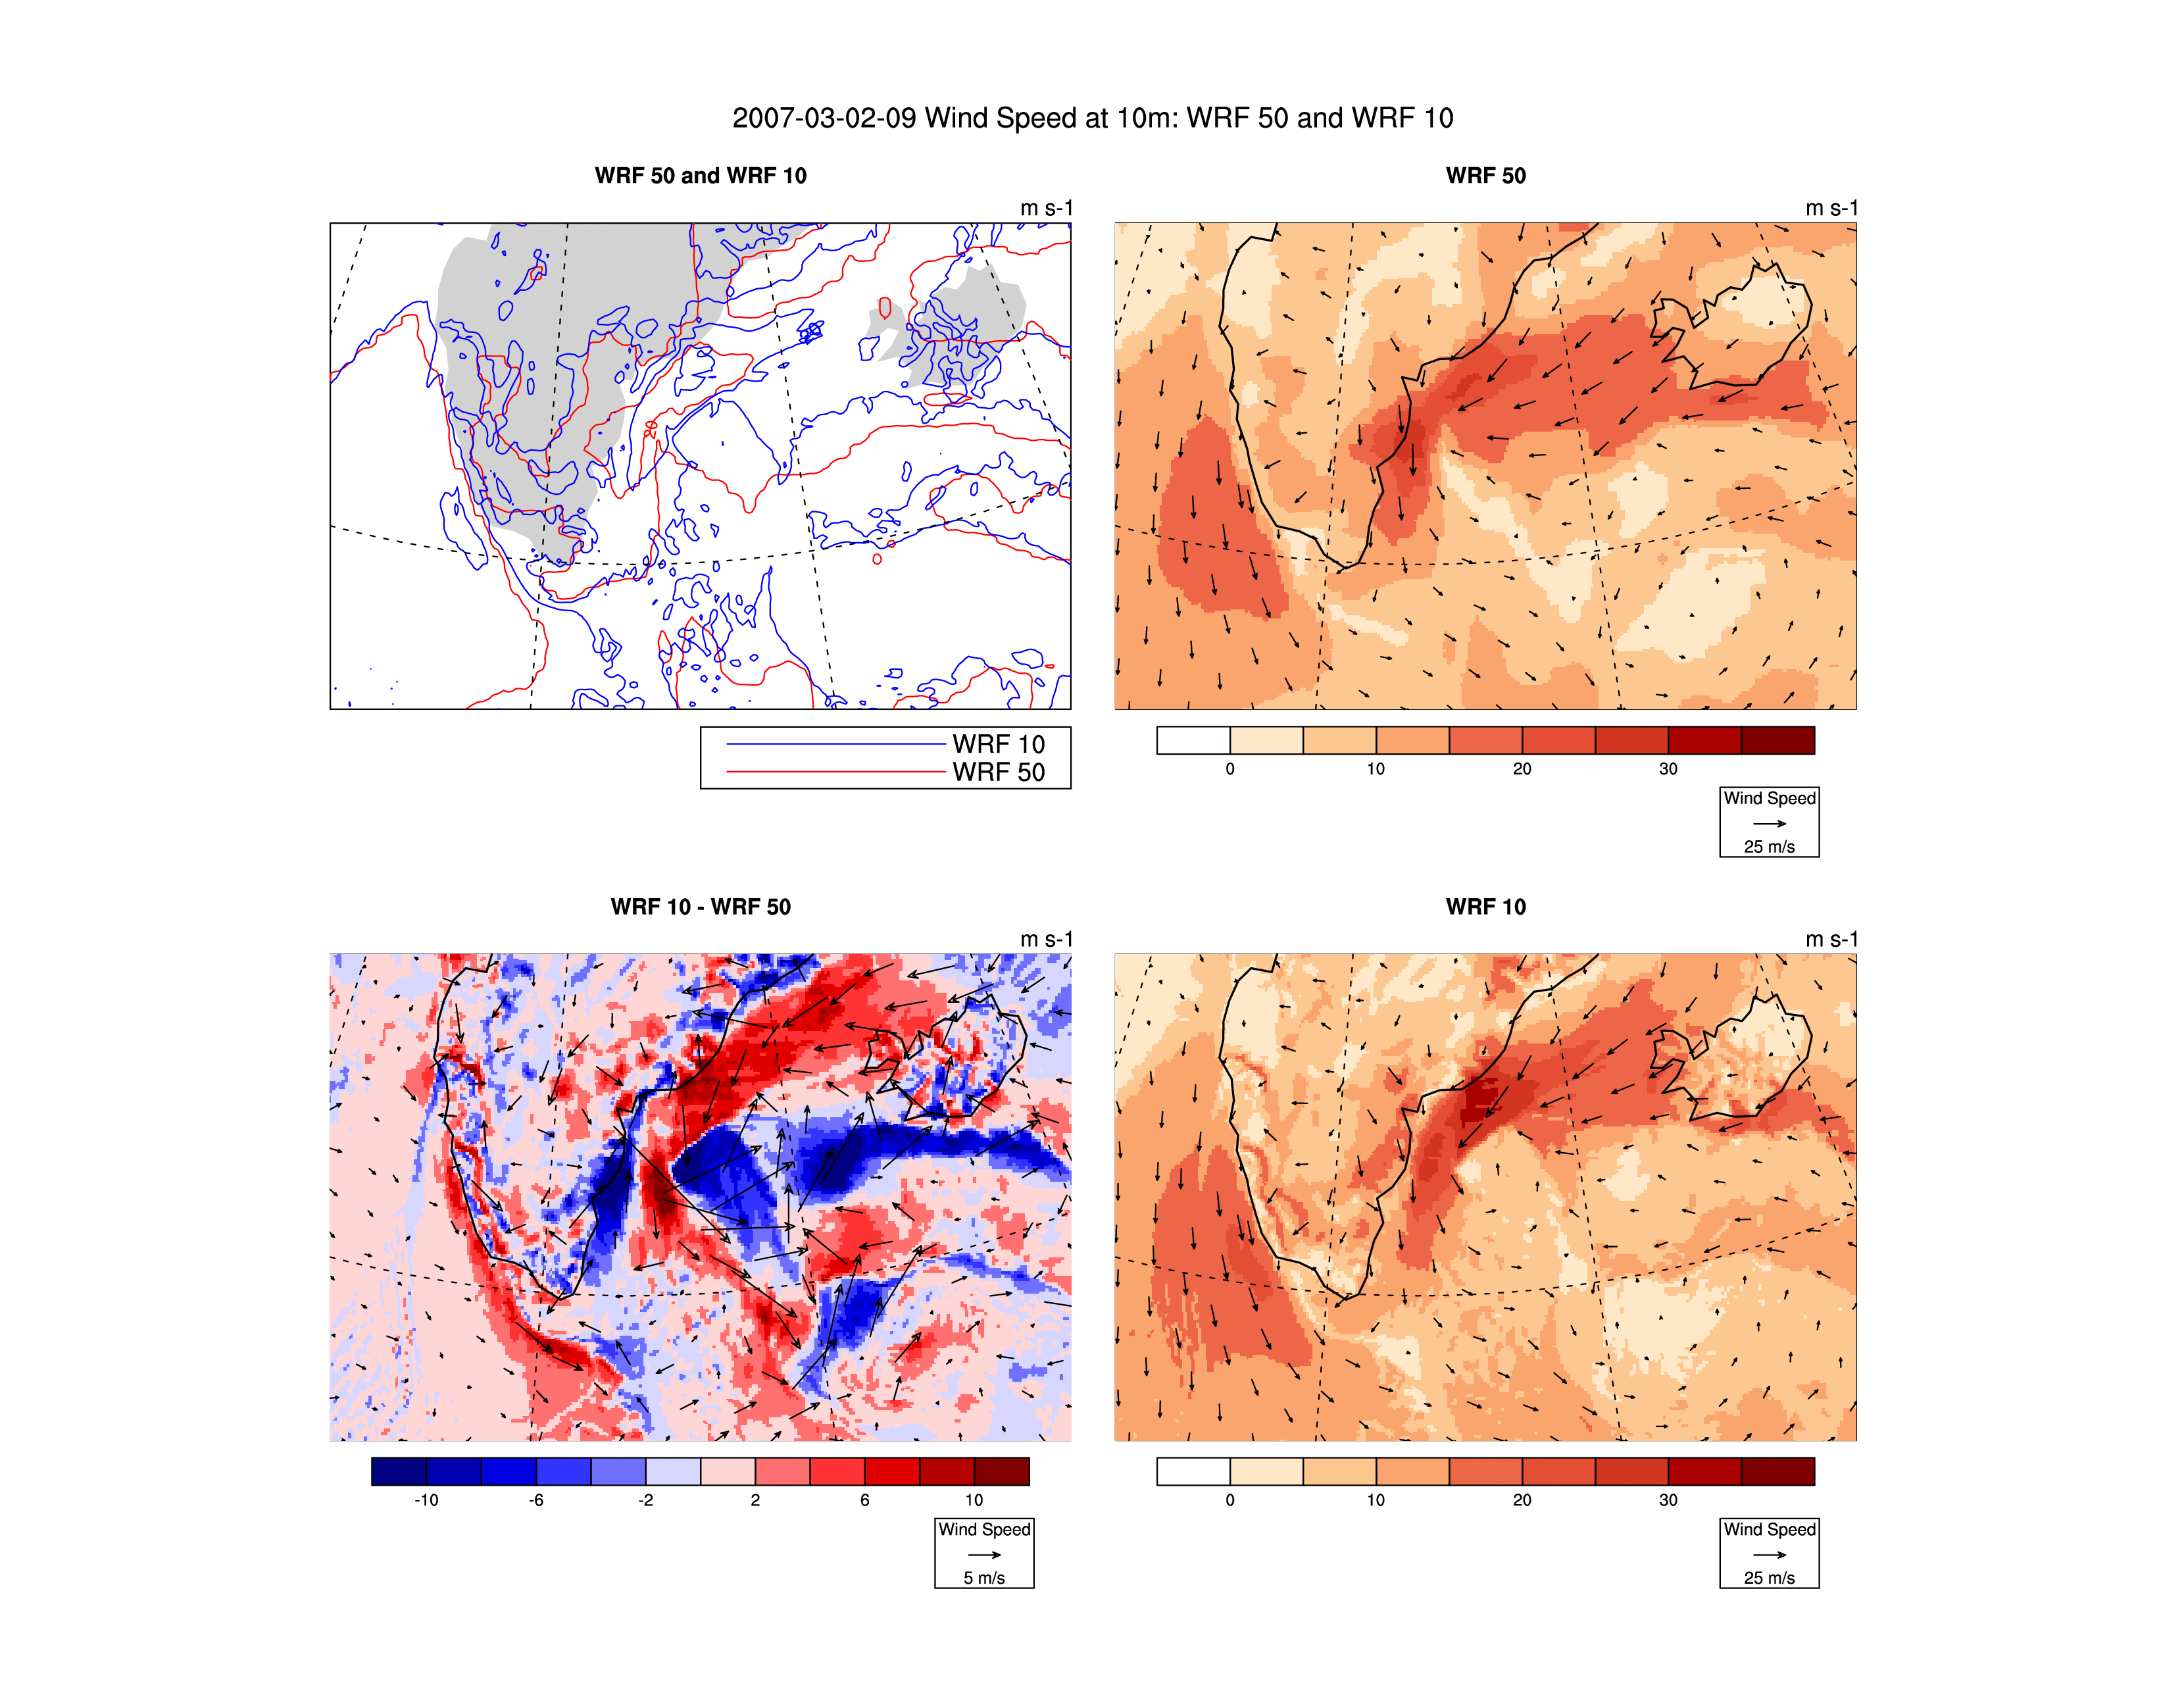 2007-03-02-09 Wind Speed at 10m: WRF 50 and WRF 10
WRF 50 and WRF 10
m s-1
20
20
WRF 10
WRF 50
WRF 50
m s-1
0 10 20 30
Wind Speed
25 m/s
WRF 10 - WRF 50
m s-1
-10 -6 -2 2 6 10
Wind Speed
5 m/s
WRF 10
m s-1
0 10 20 30
Wind Speed
25 m/s